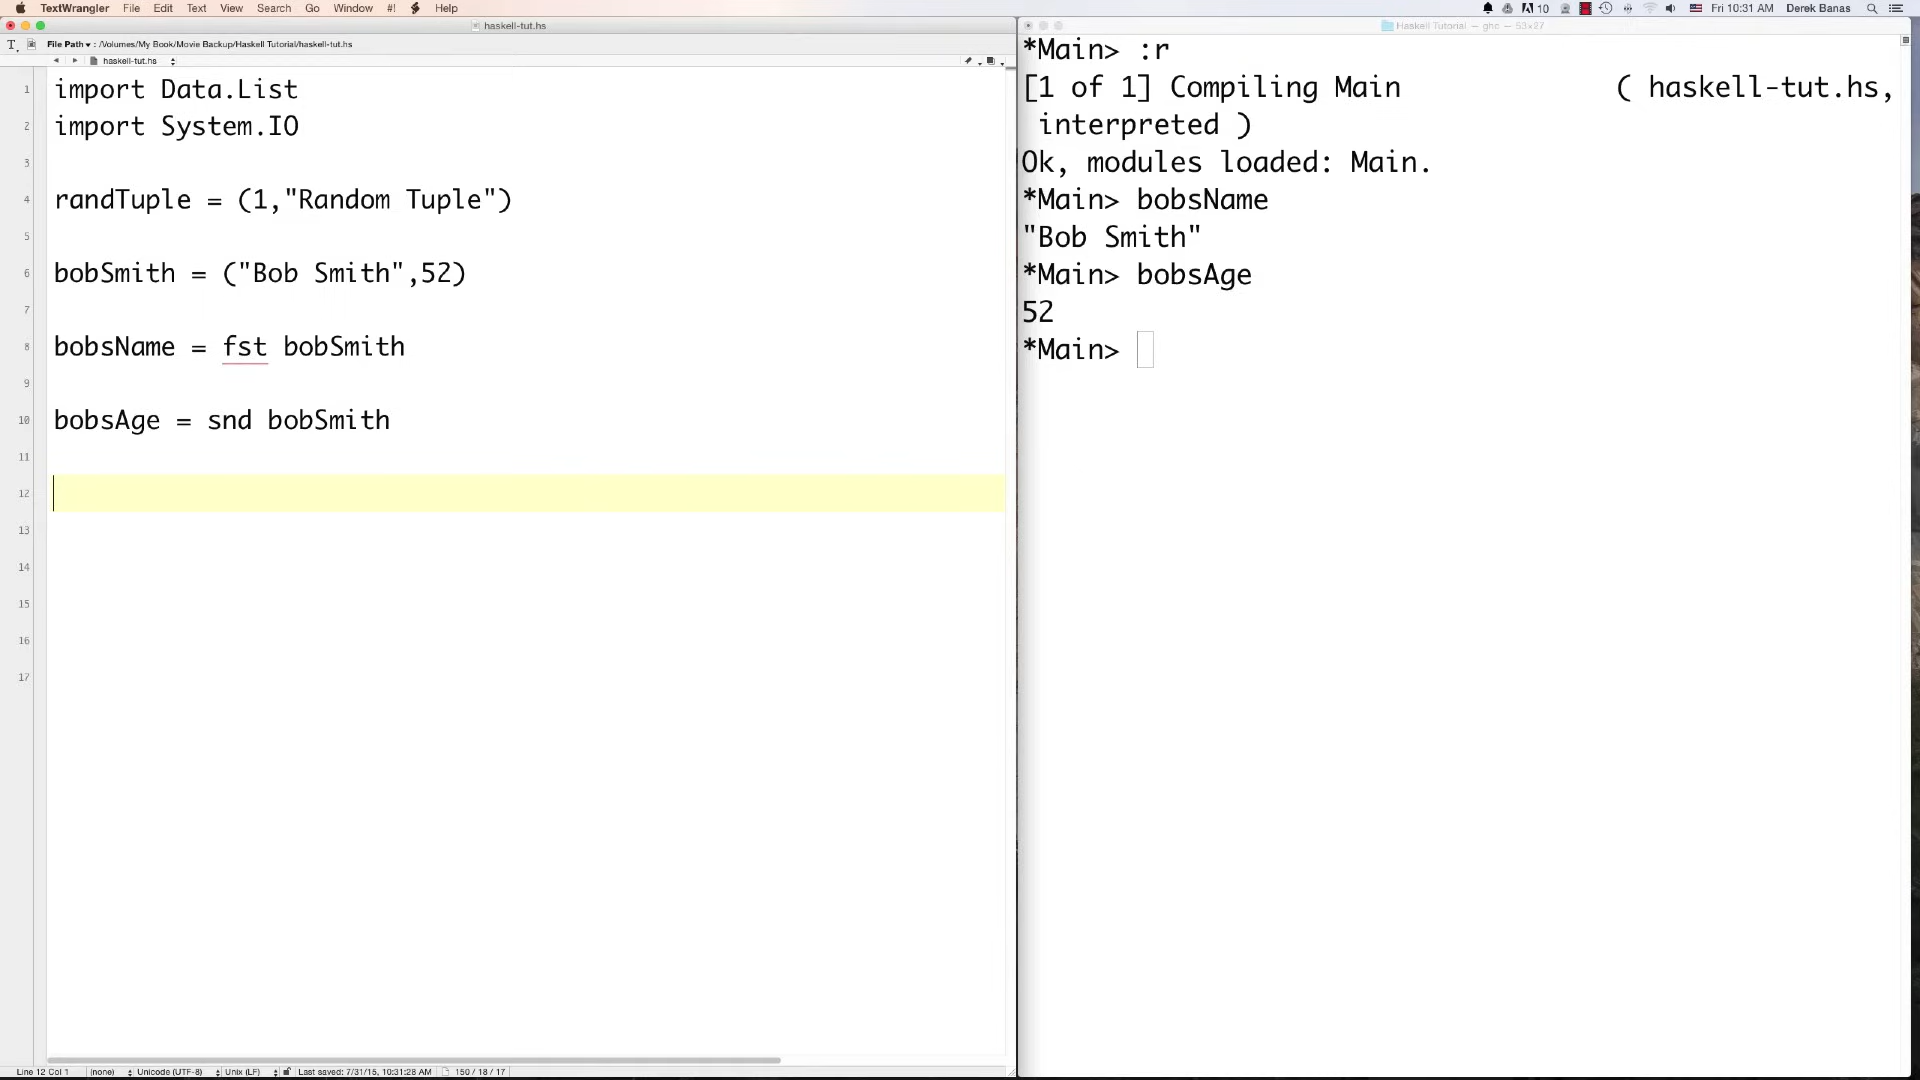 TextWrangler File Edit Text View Search Go Window #! Help
10 Fri 10:31 AM Derek Banas
haskell-tut.hs
File Path ▾ : /Volumes/My Book/Movie Backup/Haskell Tutorial/haskell-tut.hs
haskell-tut.hs
1 import Data.List
2 import System.IO
3
4 randTuple = (1,"Random Tuple")
5
6 bobSmith = ("Bob Smith",52)
7
8 bobsName = fst bobSmith
9
10 bobsAge = snd bobSmith
11
12
13
14
15
16
17
Line 12 Col 1 (none) Unicode (UTF-8) Unix (LF) Last saved: 7/31/15, 10:31:28 AM 150 / 18 / 17
Haskell Tutorial — ghc — 53x27
*Main> :r
[1 of 1] Compiling Main ( haskell-tut.hs,
interpreted )
Ok, modules loaded: Main.
*Main> bobsName
"Bob Smith"
*Main> bobsAge
52
*Main>